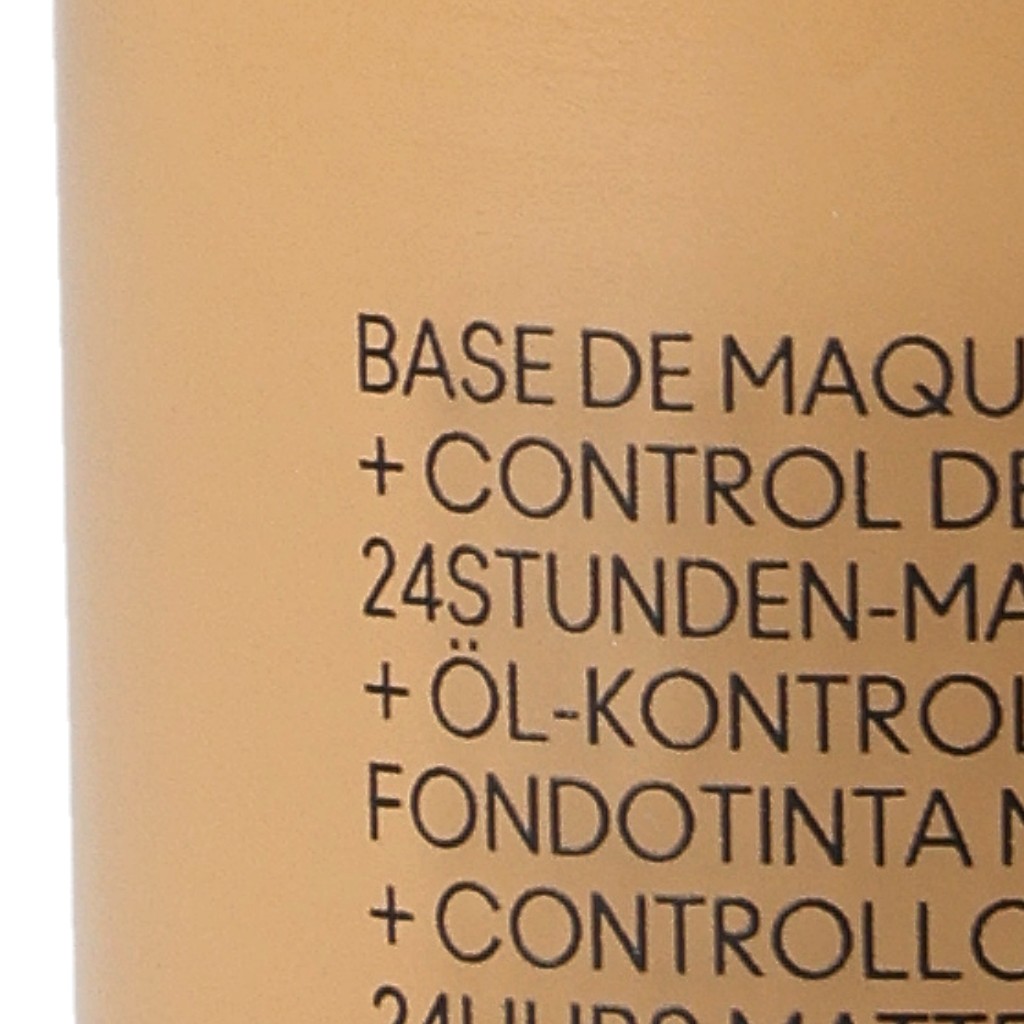 BASE DE MAQU
+ CONTROL DE
24STUNDEN-MA
+ ÖL-KONTROL
FONDOTINTA
+ CONTROLLO